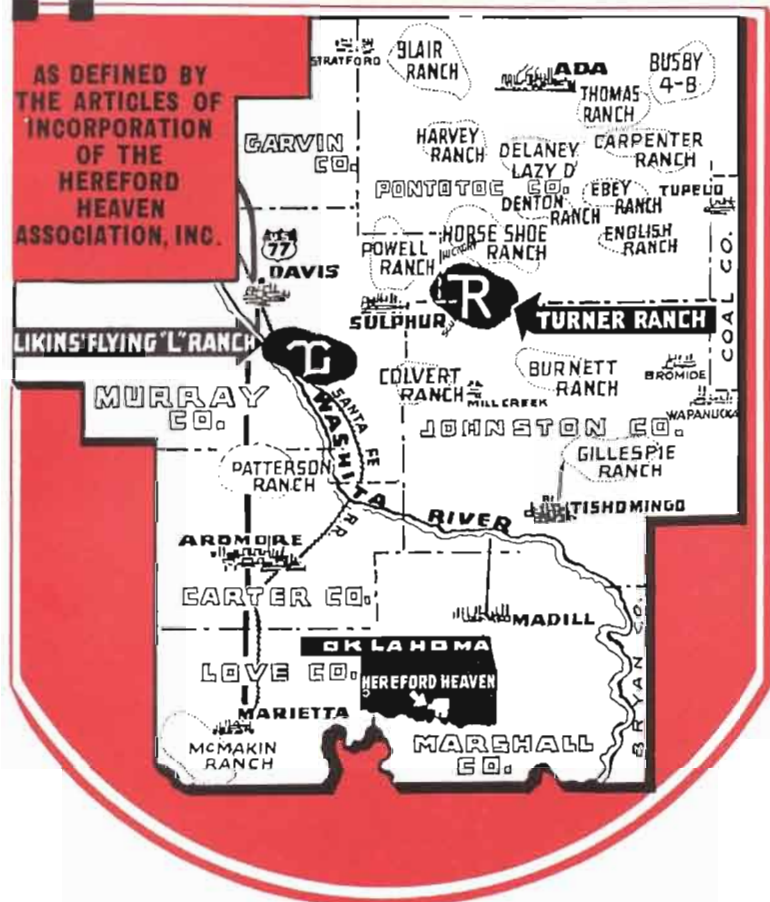 AS DEFINED BY
THE ARTICLES OF
INCORPORATION
OF THE
HEREFORD
HEAVEN
ASSOCIATION, INC.
STRATFORD
BLAIR
RANCH
ADA
BUSBY
4-B
THOMAS
RANCH
GARVIN
CO.
HARVEY
RANCH
DELANEY
LAZY D
CARPENTER
RANCH
PONTOTOC CO.
DENTON
RANCH
EBEY
RANCH
TUPELO
77
DAVIS
POWELL
RANCH
HICKORY
HORSE SHOE
RANCH
ENGLISH
RANCH
COAL CO.
SULPHUR
R
TURNER RANCH
LIKINS' FLYING "L" RANCH
L
COLVERT
RANCH
MILL CREEK
BURNETT
RANCH
BROMIDE
WAPANUCKA
MURRAY
CO.
JOHNSTON CO.
SANTA FE
R.R.
WASHITA
RIVER
PATTERSON
RANCH
GILLESPIE
RANCH
TISHOMINGO
ARDMORE
CARTER CO.
MADILL
OKLAHOMA
HEREFORD HEAVEN
LOVE CO.
MARIETTA
MCMAKIN
RANCH
MARSHALL
CO.
BRYAN CO.